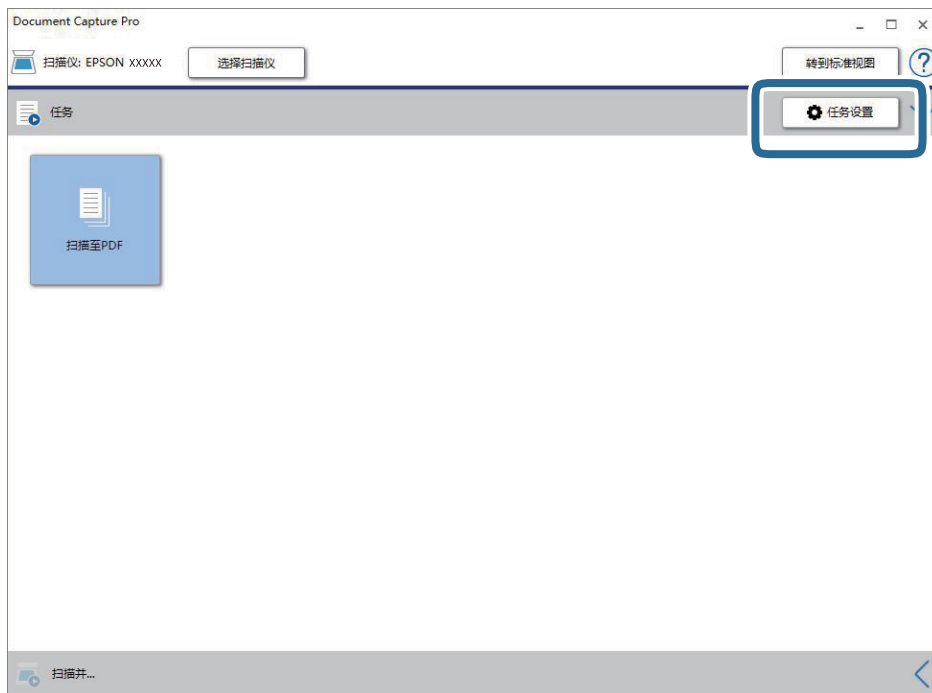 Document Capture Pro
扫描仪: EPSON XXXXX
选择扫描仪
转到标准视图
?
任务
任务设置
扫描至PDF
扫描并...